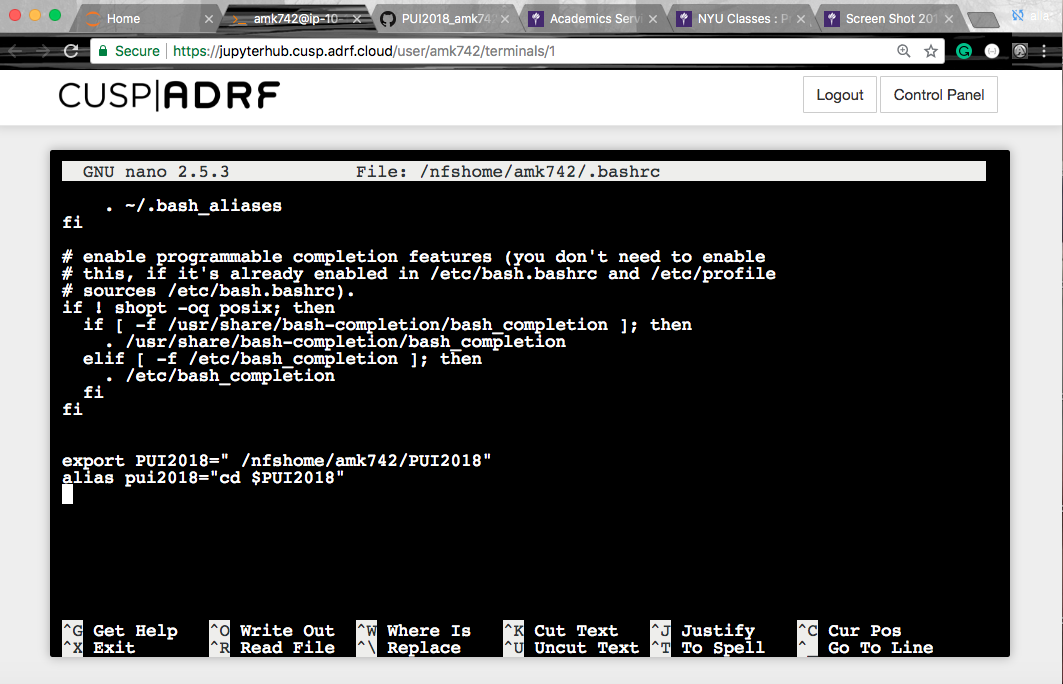 Home
amk742@ip-10-
PUI2018_amk74
Academics Servi
NYU Classes : P
Screen Shot 201
Secure
https://jupyterhub.cusp.adrf.cloud/user/amk742/terminals/1
CUSP|ADRF
Logout
Control Panel
GNU nano 2.5.3 File: /nfshome/amk742/.bashrc
. ~/.bash_aliases
fi
# enable programmable completion features (you don't need to enable
# this, if it's already enabled in /etc/bash.bashrc and /etc/profile
# sources /etc/bash.bashrc).
if ! shopt -oq posix; then
if [ -f /usr/share/bash-completion/bash_completion ]; then
. /usr/share/bash-completion/bash_completion
elif [ -f /etc/bash_completion ]; then
. /etc/bash_completion
fi
fi
export PUI2018=" /nfshome/amk742/PUI2018"
alias pui2018="cd $PUI2018"
^G Get Help ^O Write Out ^W Where Is ^K Cut Text ^J Justify ^C Cur Pos
^X Exit ^R Read File ^\ Replace ^U Uncut Text ^T To Spell ^_ Go To Line